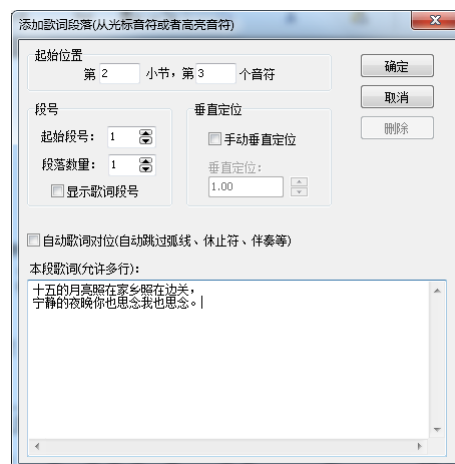 添加歌词段落(从光标音符或者高亮音符)
起始位置
第 2 小节，第 3 个音符
确定
取消
删除
段号
起始段号： 1
段落数量： 1
显示歌词段号
垂直定位
手动垂直定位
垂直定位：
1.00
自动歌词对位(自动跳过弧线、休止符、伴奏等)
本段歌词(允许多行)：
十五的月亮照在家乡照在边关，
宁静的夜晚你也思念我也思念。